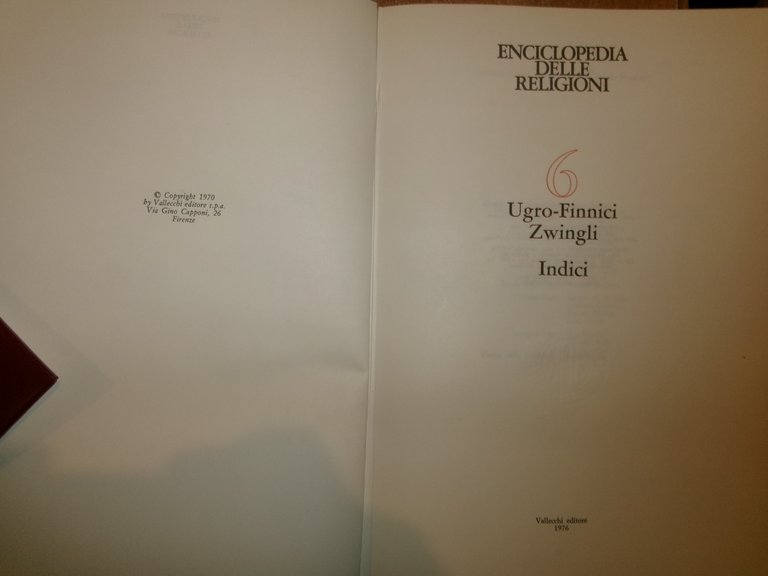 © Copyright 1970
by Vallecchi editore s.p.a.
Via Gino Capponi, 26
Firenze
ENCICLOPEDIA
DELLE
RELIGIONI
6
Ugro-Finnici
Zwingli
Indici
Vallecchi editore
1976